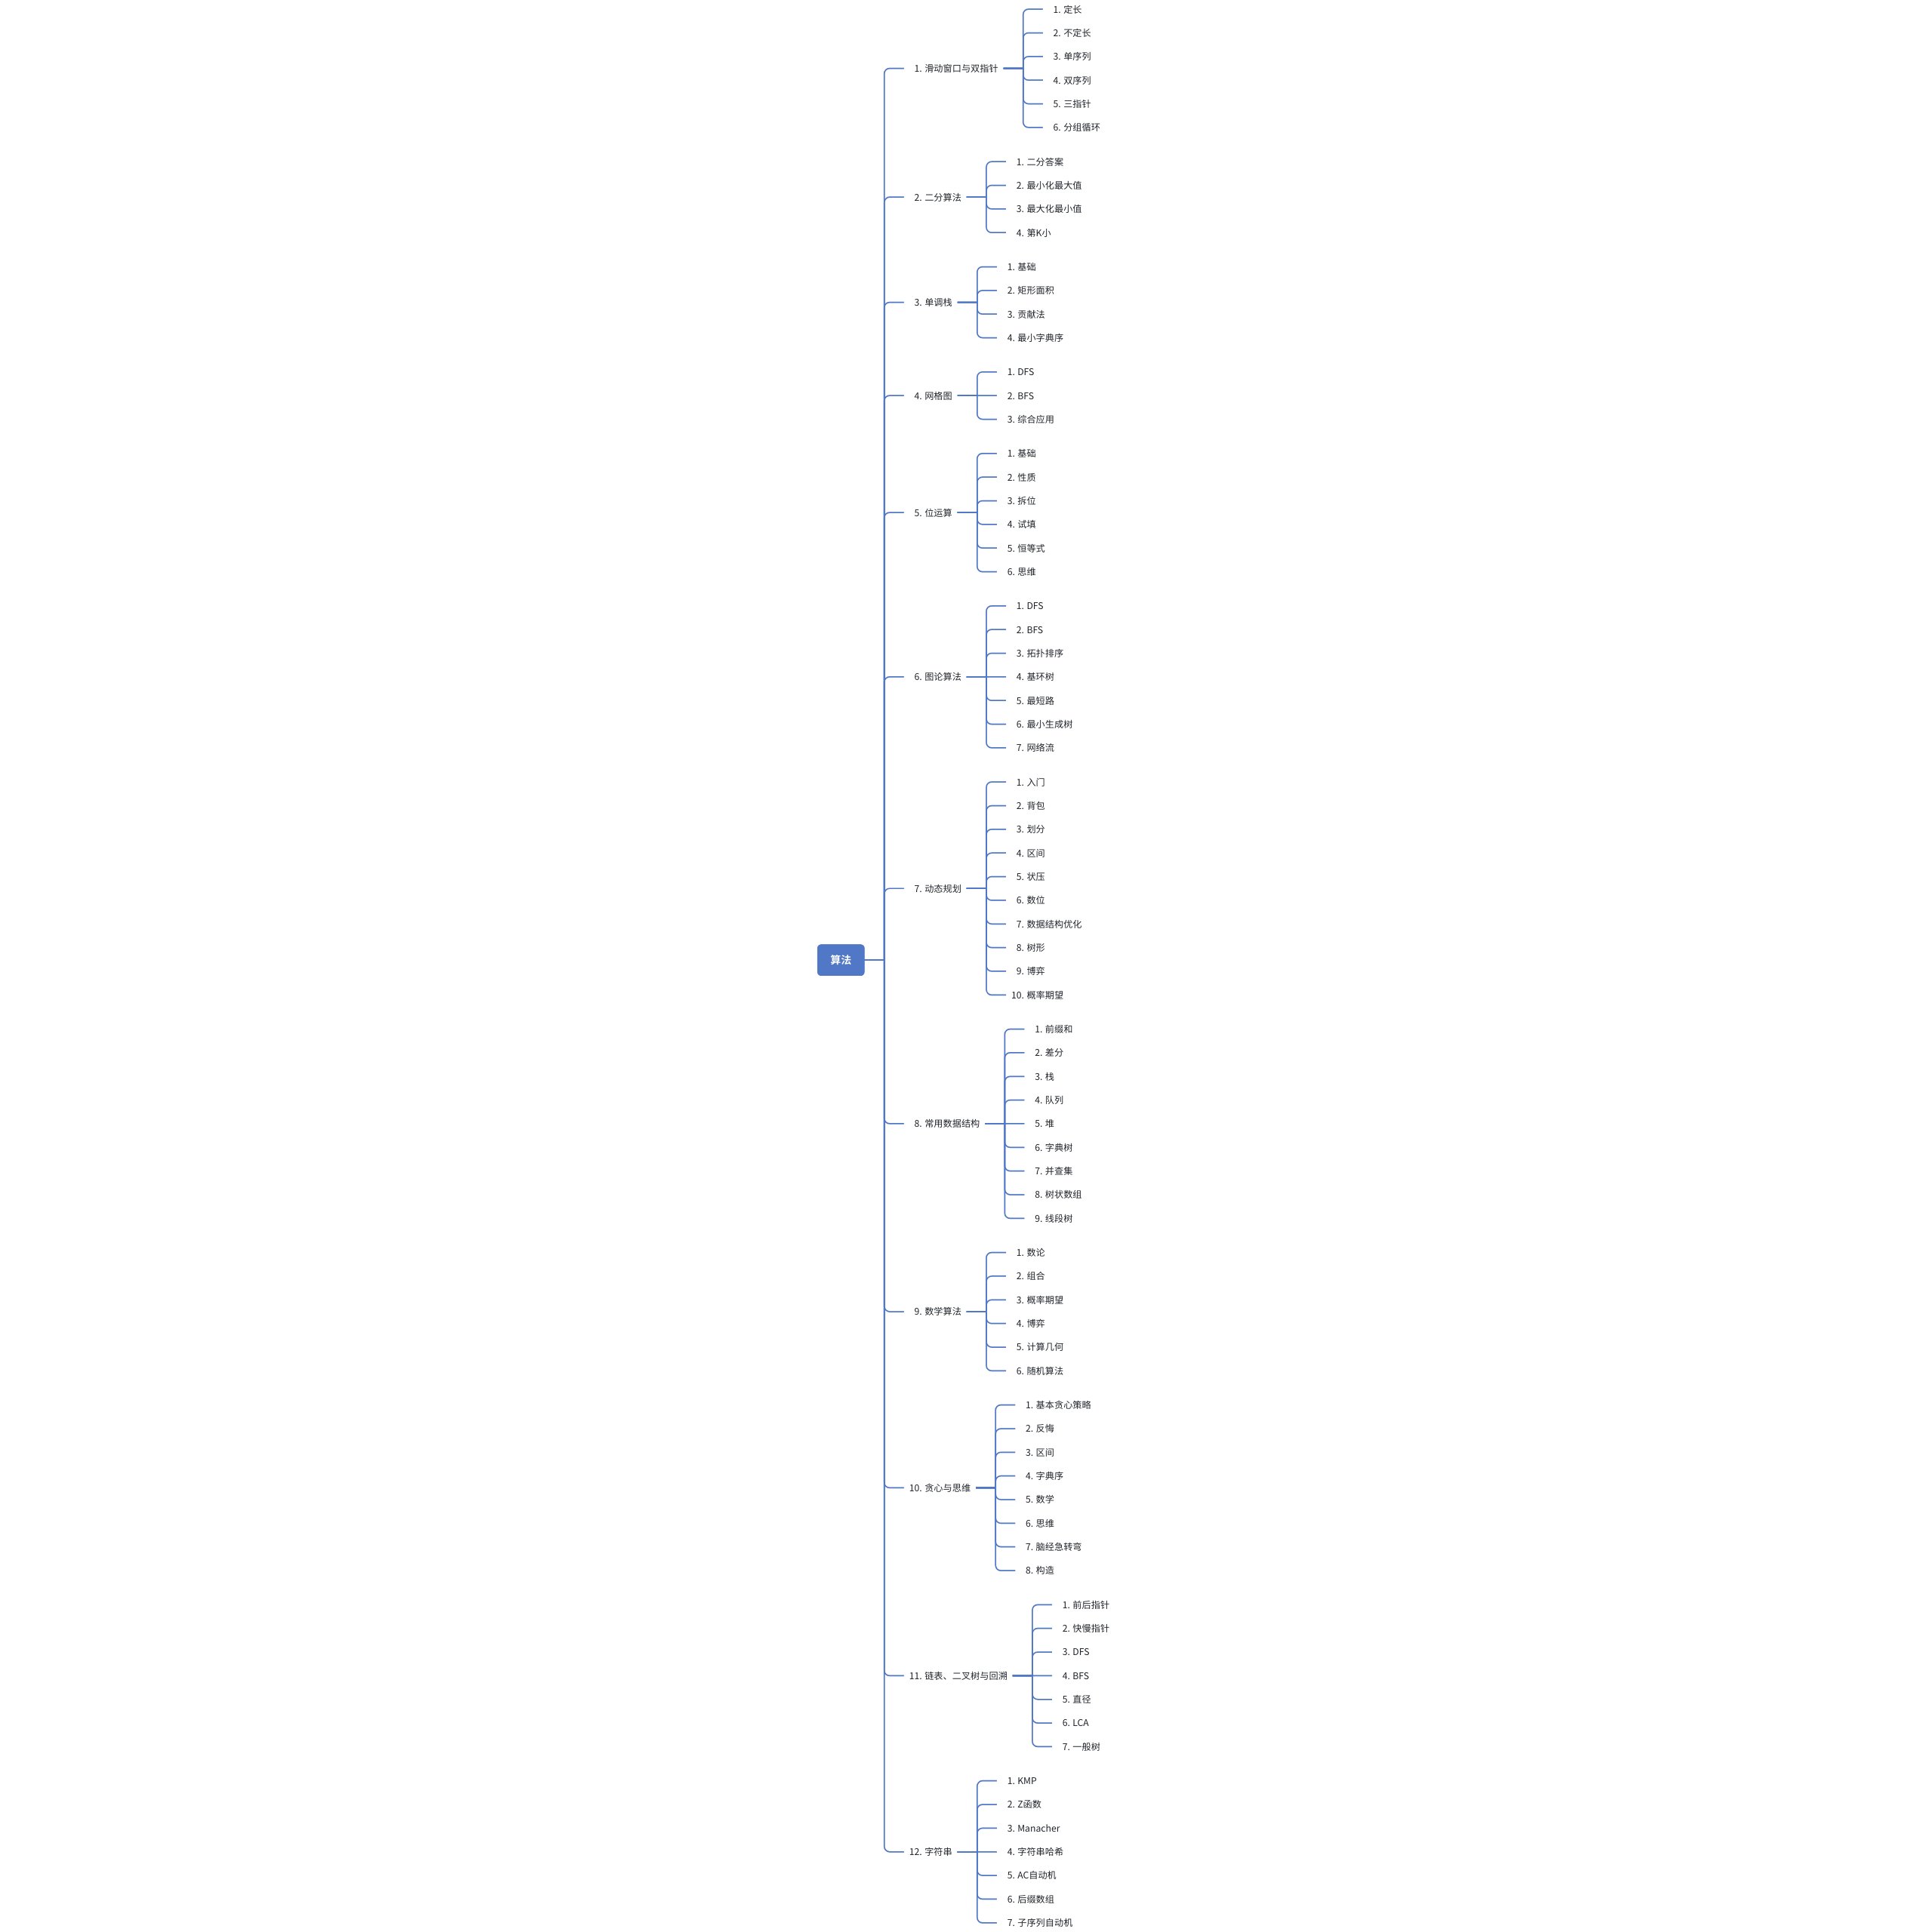 算法
1. 滑动窗口与双指针
1. 定长
2. 不定长
3. 单序列
4. 双序列
5. 三指针
6. 分组循环
2. 二分算法
1. 二分答案
2. 最小化最大值
3. 最大化最小值
4. 第K小
3. 单调栈
1. 基础
2. 矩形面积
3. 贡献法
4. 最小字典序
4. 网格图
1. DFS
2. BFS
3. 综合应用
5. 位运算
1. 基础
2. 性质
3. 拆位
4. 试填
5. 恒等式
6. 思维
6. 图论算法
1. DFS
2. BFS
3. 拓扑排序
4. 基环树
5. 最短路
6. 最小生成树
7. 网络流
7. 动态规划
1. 入门
2. 背包
3. 划分
4. 区间
5. 状压
6. 数位
7. 数据结构优化
8. 树形
9. 博弈
10. 概率期望
8. 常用数据结构
1. 前缀和
2. 差分
3. 栈
4. 队列
5. 堆
6. 字典树
7. 并查集
8. 树状数组
9. 线段树
9. 数学算法
1. 数论
2. 组合
3. 概率期望
4. 博弈
5. 计算几何
6. 随机算法
10. 贪心与思维
1. 基本贪心策略
2. 反悔
3. 区间
4. 字典序
5. 数学
6. 思维
7. 脑经急转弯
8. 构造
11. 链表、二叉树与回溯
1. 前后指针
2. 快慢指针
3. DFS
4. BFS
5. 直径
6. LCA
7. 一般树
12. 字符串
1. KMP
2. Z函数
3. Manacher
4. 字符串哈希
5. AC自动机
6. 后缀数组
7. 子序列自动机